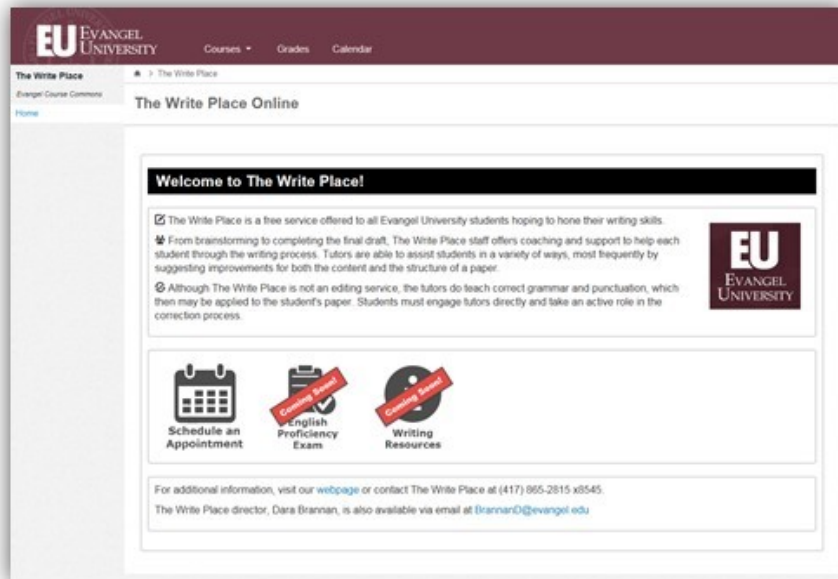 EU EVANGEL
UNIVERSITY
Courses
Grades
Calendar
The Write Place
Evangel Course Commons
Home
> The Write Place
The Write Place Online
Welcome to The Write Place!
The Write Place is a free service offered to all Evangel University students hoping to hone their writing skills.
From brainstorming to completing the final draft, The Write Place staff offers coaching and support to help each
student through the writing process. Tutors are able to assist students in a variety of ways, most frequently by
suggesting improvements for both the content and the structure of a paper.
Although The Write Place is not an editing service, the tutors do teach correct grammar and punctuation, which
then may be applied to the student's paper. Students must engage tutors directly and take an active role in the
correction process.
EU
EVANGEL
UNIVERSITY
Schedule an
Appointment
Coming Soon!
English
Proficiency
Exam
Coming Soon!
Writing
Resources
For additional information, visit our webpage or contact The Write Place at (417) 865-2815 x8545.
The Write Place director, Dara Brannan, is also available via email at BrannanD@evangel.edu